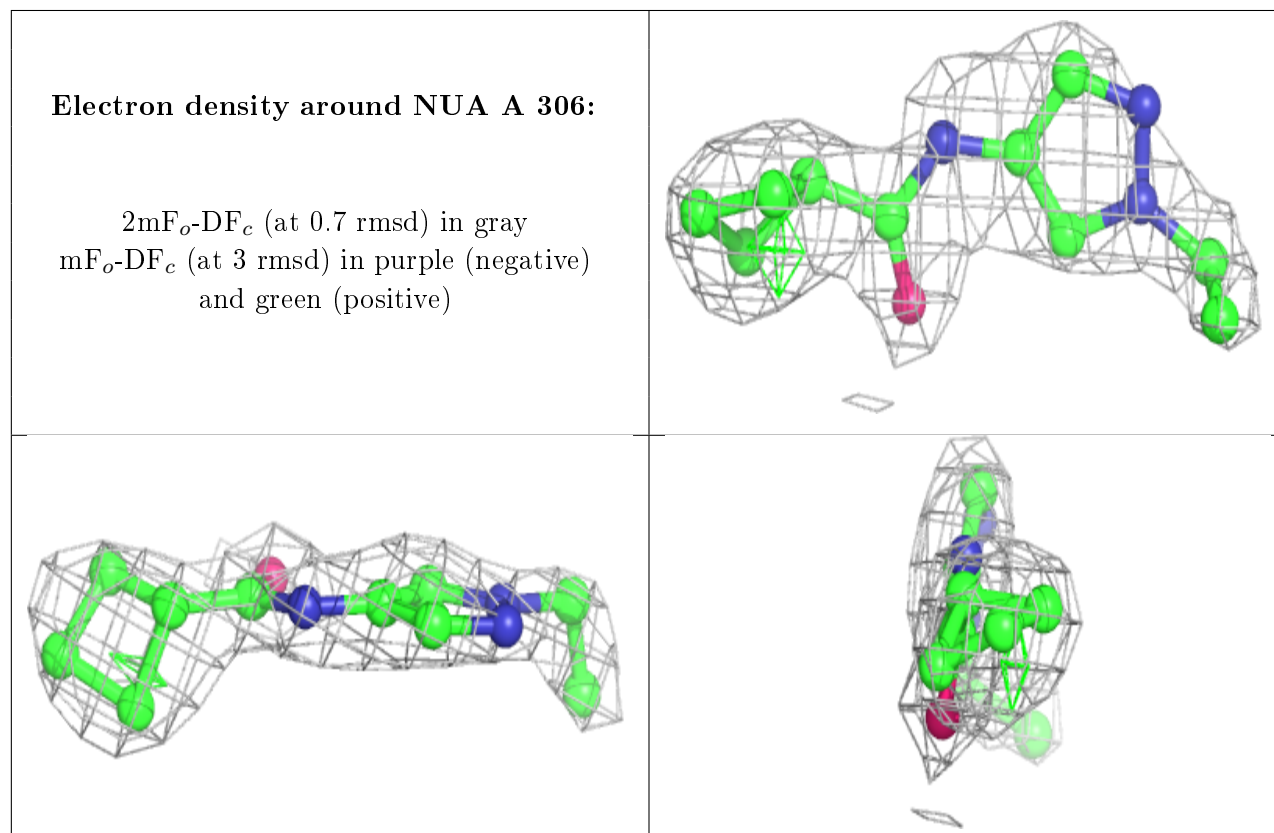 Electron density around NUA A 306:
2mFo-DFc (at 0.7 rmsd) in gray
mFo-DFc (at 3 rmsd) in purple (negative)
and green (positive)